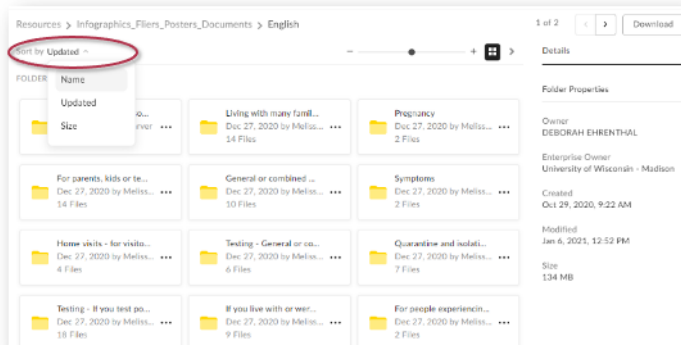 Resources > Infographics_Fliers_Posters_Documents > English
1 of 2
Download
Sort by Updated
Name
Updated
Size
FOLDER
Living with many famil...
Dec 27, 2020 by Meliss...
14 Files
Pregnancy
Dec 27, 2020 by Meliss...
2 Files
For parents, kids or te...
Dec 27, 2020 by Meliss...
14 Files
General or combined ...
Dec 27, 2020 by Meliss...
10 Files
Symptoms
Dec 27, 2020 by Meliss...
2 Files
Home visits - for visito...
Dec 27, 2020 by Meliss...
4 Files
Testing - General or co...
Dec 27, 2020 by Meliss...
6 Files
Quarantine and isolati...
Dec 27, 2020 by Meliss...
7 Files
Testing - If you test po...
Dec 27, 2020 by Meliss...
18 Files
If you live with or wer...
Dec 27, 2020 by Meliss...
9 Files
For people experiencin...
Dec 27, 2020 by Meliss...
2 Files
Details
Folder Properties
Owner
DEBORAH EHRENTHAL
Enterprise Owner
University of Wisconsin - Madison
Created
Oct 29, 2020, 9:22 AM
Modified
Jan 6, 2021, 12:52 PM
Size
134 MB